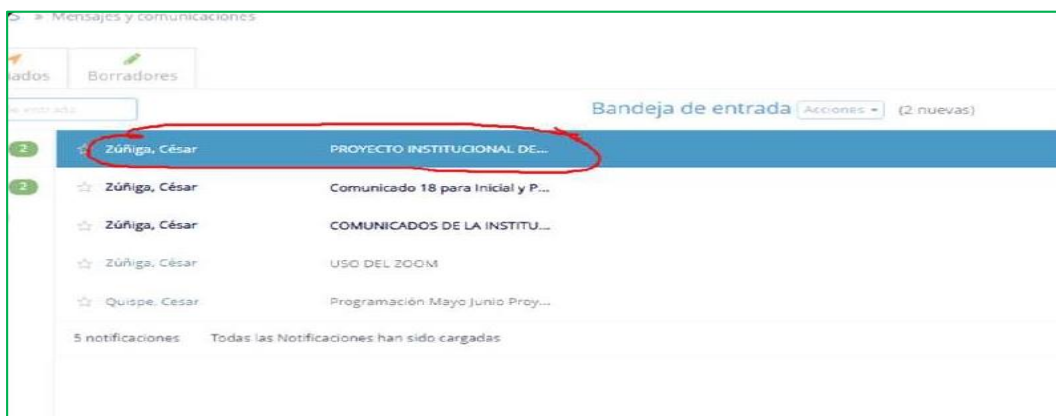 » Mensajes y comunicaciones
Borradores
Bandeja de entrada Acciones (2 nuevas)
2 Zúñiga, César PROYECTO INSTITUCIONAL DE...
2 Zúñiga, César Comunicado 18 para Inicial y P...
Zúñiga, César COMUNICADOS DE LA INSTITU...
Zúñiga, César USO DEL ZOOM
Quispe, Cesar Programación Mayo Junio Proy...
5 notificaciones Todas las Notificaciones han sido cargadas